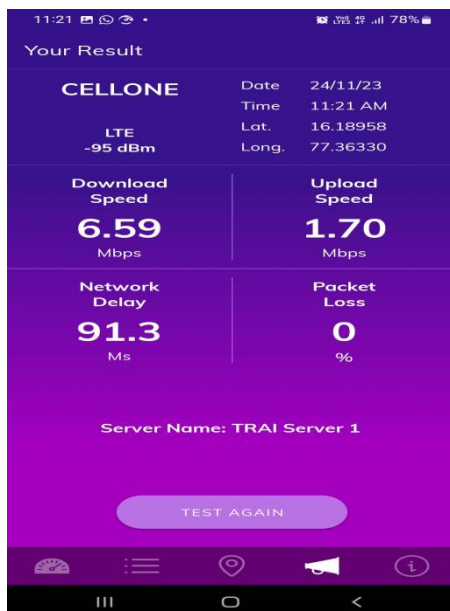 11:21 78%
Your Result
CELLONE
LTE
-95 dBm
Date 24/11/23
Time 11:21 AM
Lat. 16.18958
Long. 77.36330
Download
Speed
6.59
Mbps
Upload
Speed
1.70
Mbps
Network
Delay
91.3
Ms
Packet
Loss
0
%
Server Name: TRAI Server 1
TEST AGAIN